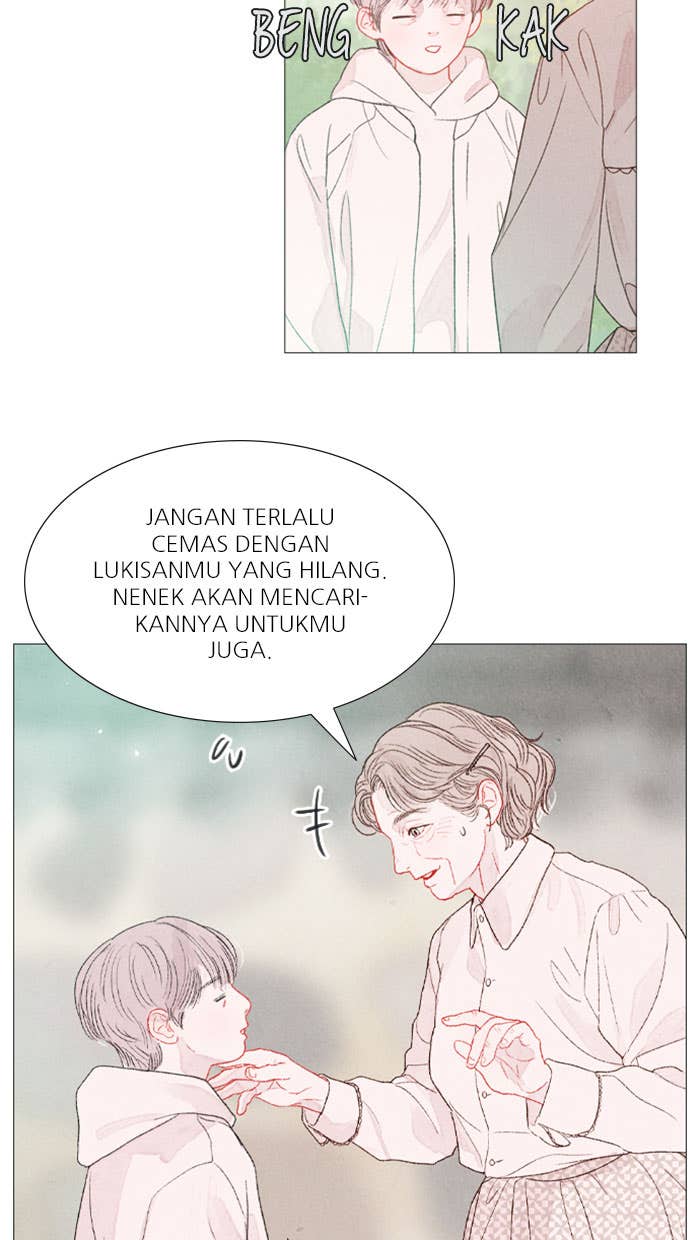 BENG KAK
JANGAN TERLALU
CEMAS DENGAN
LUKISANMU YANG HILANG.
NENEK AKAN MENCARI-
KANNYA UNTUKMU
JUGA.